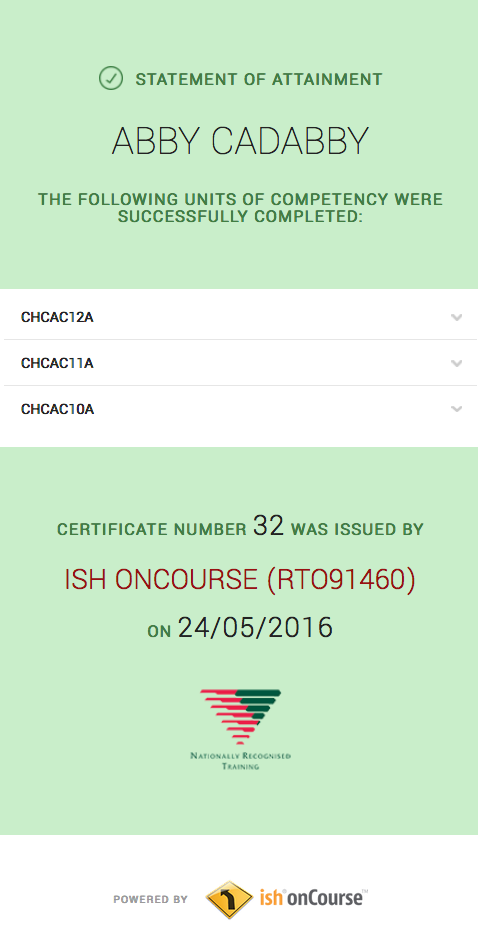 STATEMENT OF ATTAINMENT
ABBY CADABBY
THE FOLLOWING UNITS OF COMPETENCY WERE
SUCCESSFULLY COMPLETED:
CHCAC12A
CHCAC11A
CHCAC10A
CERTIFICATE NUMBER 32 WAS ISSUED BY
ISH ONCOURSE (RTO91460)
ON 24/05/2016
NATIONALLY RECOGNISED
TRAINING
POWERED BY ish® onCourse™